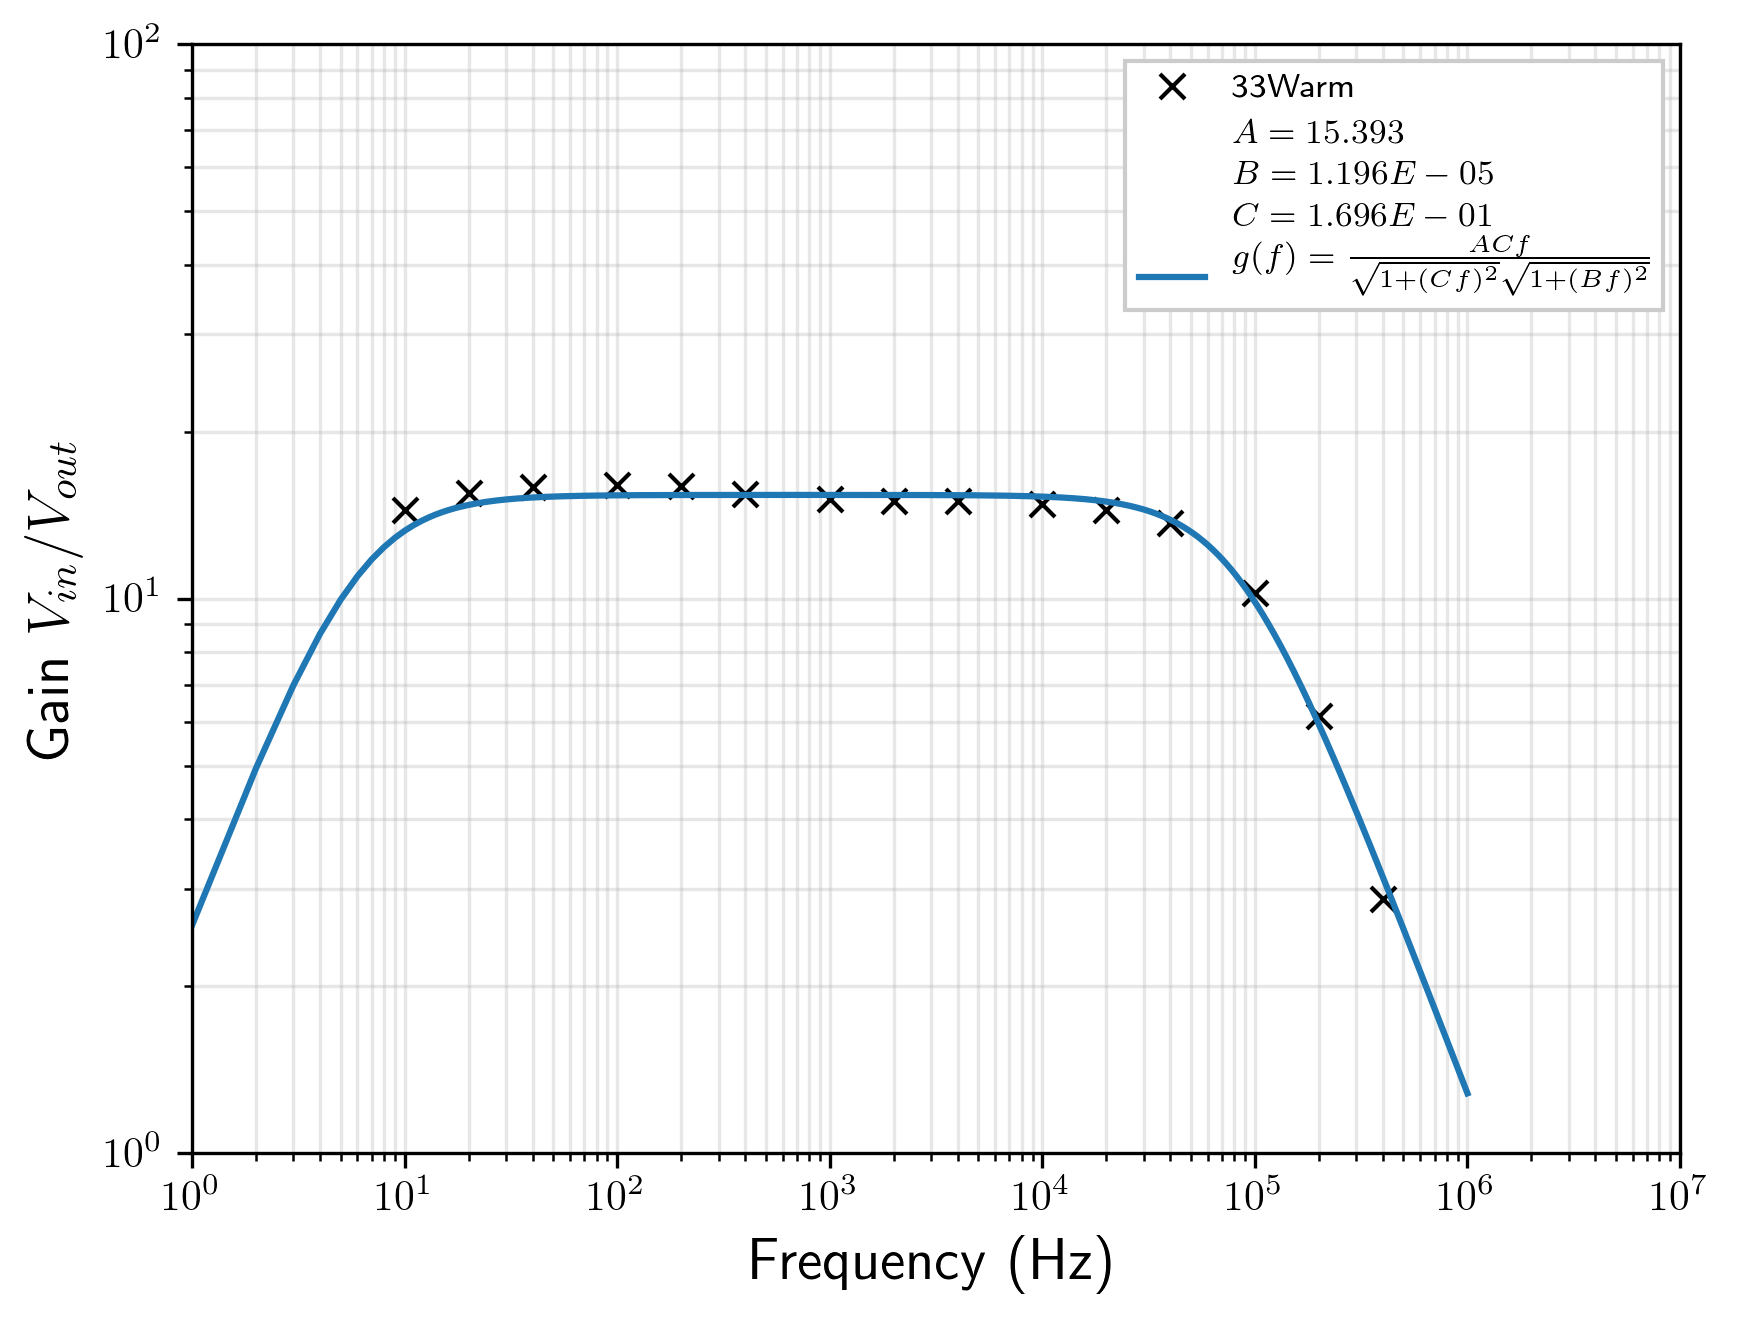 10²
33Warm
A = 15.393
B = 1.196E − 05
C = 1.696E − 01
g(f) = ACf / √1+(Cf)² √1+(Bf)²
Gain V_in/V_out
10¹
10⁰
10⁰ 10¹ 10² 10³ 10⁴ 10⁵ 10⁶ 10⁷
Frequency (Hz)